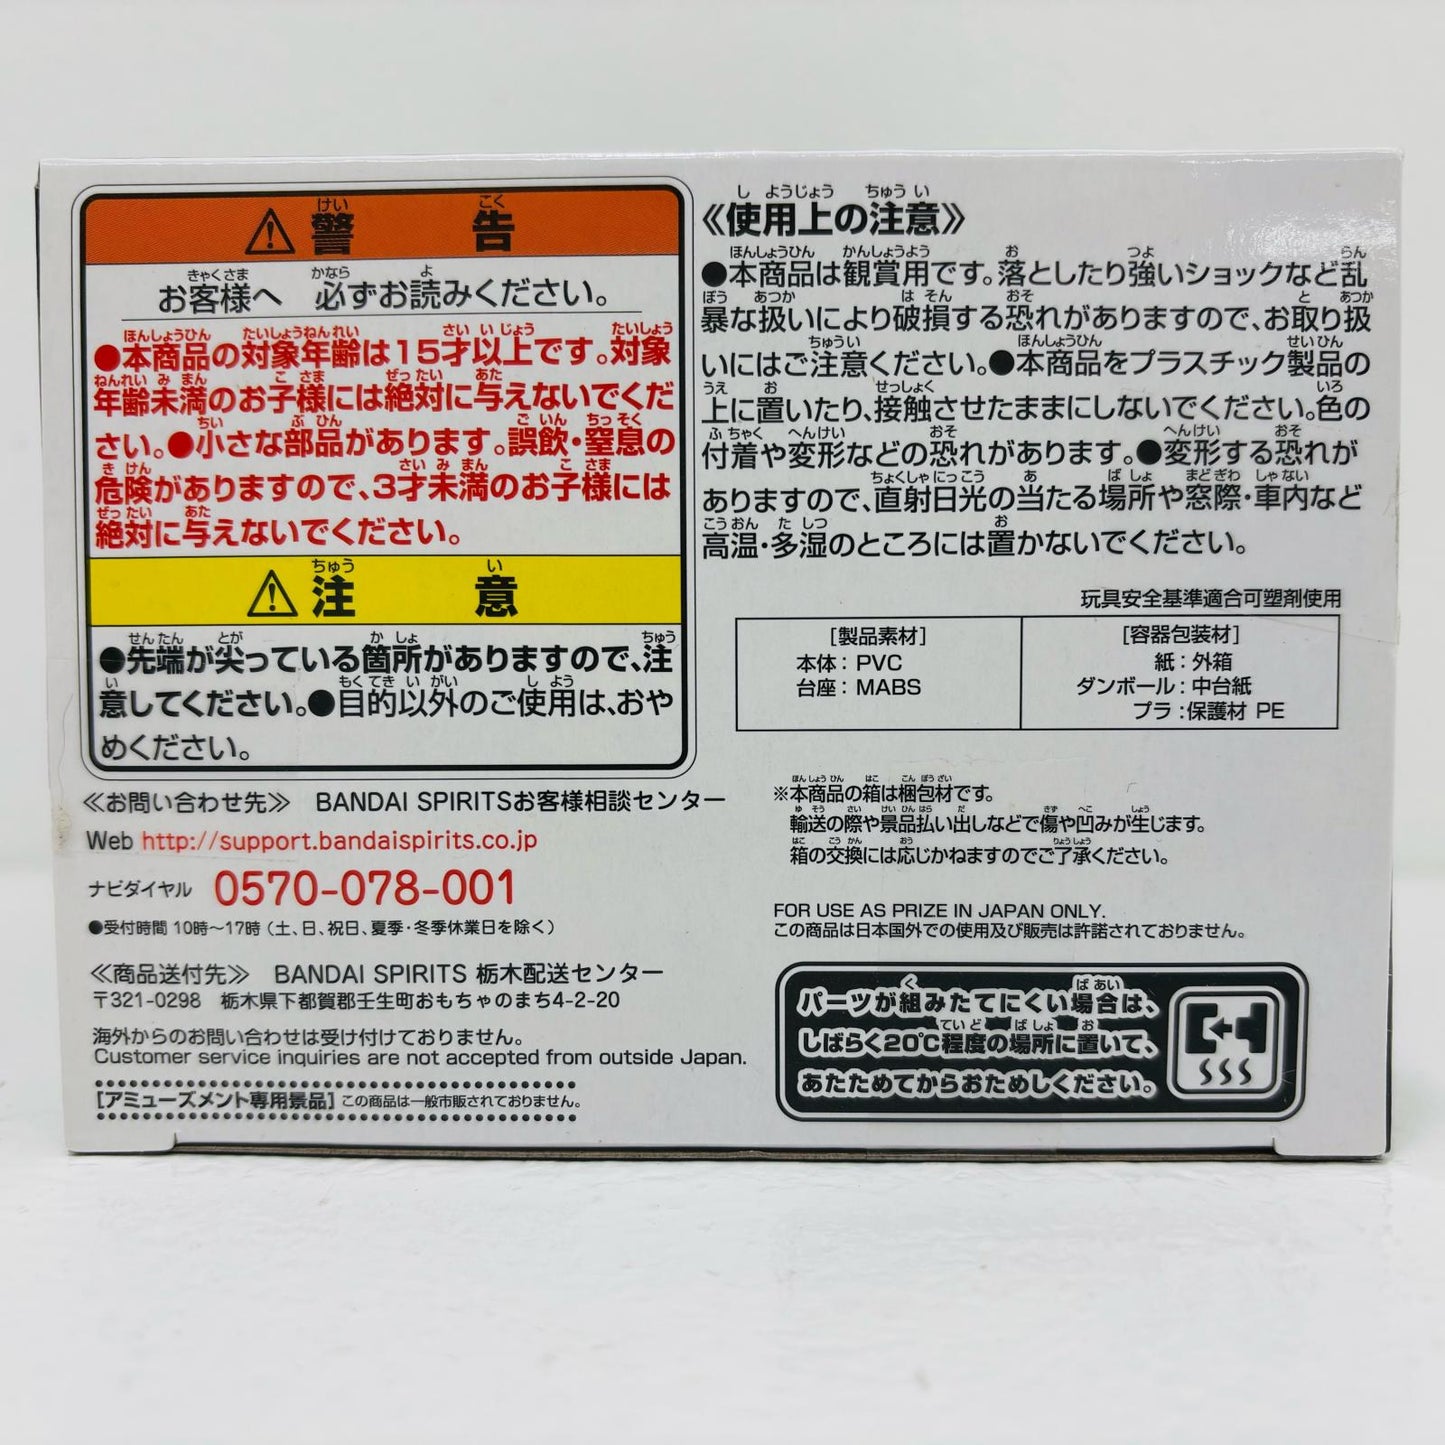 ⚠警告
お客様へ 必ずお読みください。
●本商品の対象年齢は15才以上です。対象
年齢未満のお子様には絶対に与えないでくだ
さい。●小さな部品があります。誤飲・窒息の
危険がありますので、3才未満のお子様には
絶対に与えないでください。
⚠注意
●先端が尖っている箇所がありますので、注
意してください。●目的以外のご使用は、おや
めください。
≪お問い合わせ先≫ BANDAI SPIRITSお客様相談センター
Web http://support.bandaispirits.co.jp
ナビダイヤル 0570-078-001
●受付時間 10時～17時 (土、日、祝日、夏季・冬季休業日を除く)
≪商品送付先≫ BANDAI SPIRITS 栃木配送センター
〒321-0298 栃木県下都賀郡壬生町おもちゃのまち4-2-20
海外からのお問い合わせは受け付けておりません。
Customer service inquiries are not accepted from outside Japan.
[アミューズメント専用景品] この商品は一般市販されておりません。
≪使用上の注意≫
●本商品は観賞用です。落としたり強いショックなど乱
暴な扱いにより破損する恐れがありますので、お取り扱
いにはご注意ください。●本商品をプラスチック製品の
上に置いたり、接触させたままにしないでください。色の
付着や変形などの恐れがあります。●変形する恐れが
ありますので、直射日光の当たる場所や窓際・車内など
高温・多湿のところには置かないでください。
玩具安全基準適合可塑剤使用
[製品素材]
本体: PVC
台座: MABS
[容器包装材]
紙: 外箱
ダンボール: 中台紙
プラ: 保護材 PE
※本商品の箱は梱包材です。
輸送の際や景品払い出しなどで傷や凹みが生じます。
箱の交換には応じかねますのでご了承ください。
FOR USE AS PRIZE IN JAPAN ONLY.
この商品は日本国外での使用及び販売は許諾されておりません。
パーツが組みたてにくい場合は、
しばらく20℃程度の場所に置いて、
あたためてからおためしください。